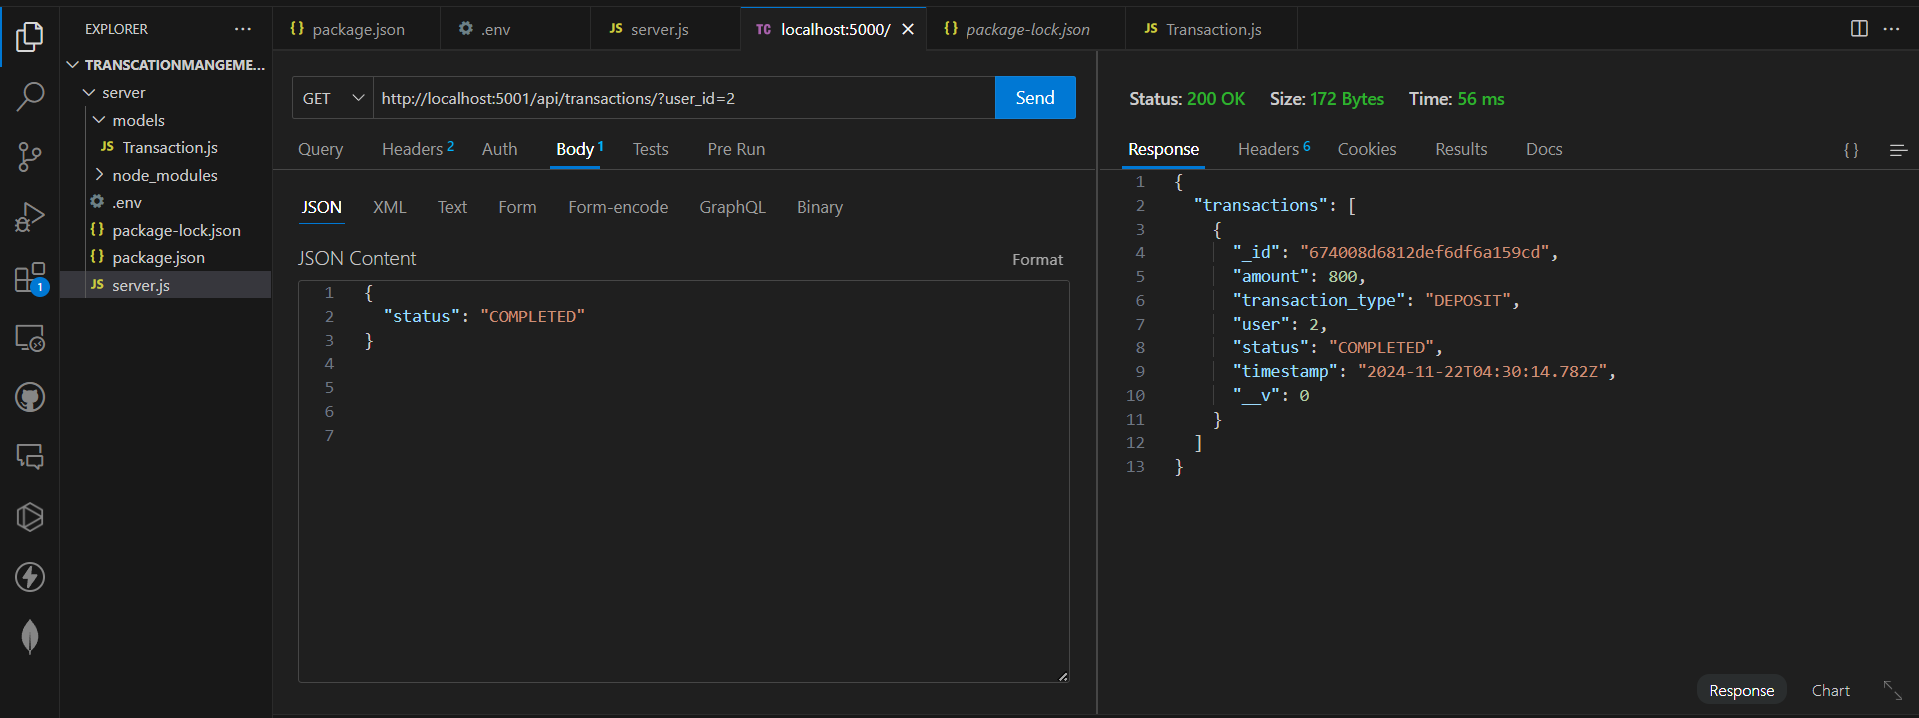 EXPLORER ···
TRANSCATIONMANGEME...
server
models
JS Transaction.js
node_modules
.env
{} package-lock.json
{} package.json
JS server.js
1
{} package.json
.env
JS server.js
TC localhost:5000/
{} package-lock.json
JS Transaction.js
GET http://localhost:5001/api/transactions/?user_id=2 Send
Query Headers 2 Auth Body 1 Tests Pre Run
JSON XML Text Form Form-encode GraphQL Binary
JSON Content Format
1 {
2 "status": "COMPLETED"
3 }
4
5
6
7
Status: 200 OK Size: 172 Bytes Time: 56 ms
Response Headers 6 Cookies Results Docs {}
1 {
2 "transactions": [
3 {
4 "_id": "674008d6812def6df6a159cd",
5 "amount": 800,
6 "transaction_type": "DEPOSIT",
7 "user": 2,
8 "status": "COMPLETED",
9 "timestamp": "2024-11-22T04:30:14.782Z",
10 "__v": 0
11 }
12 ]
13 }
Response Chart